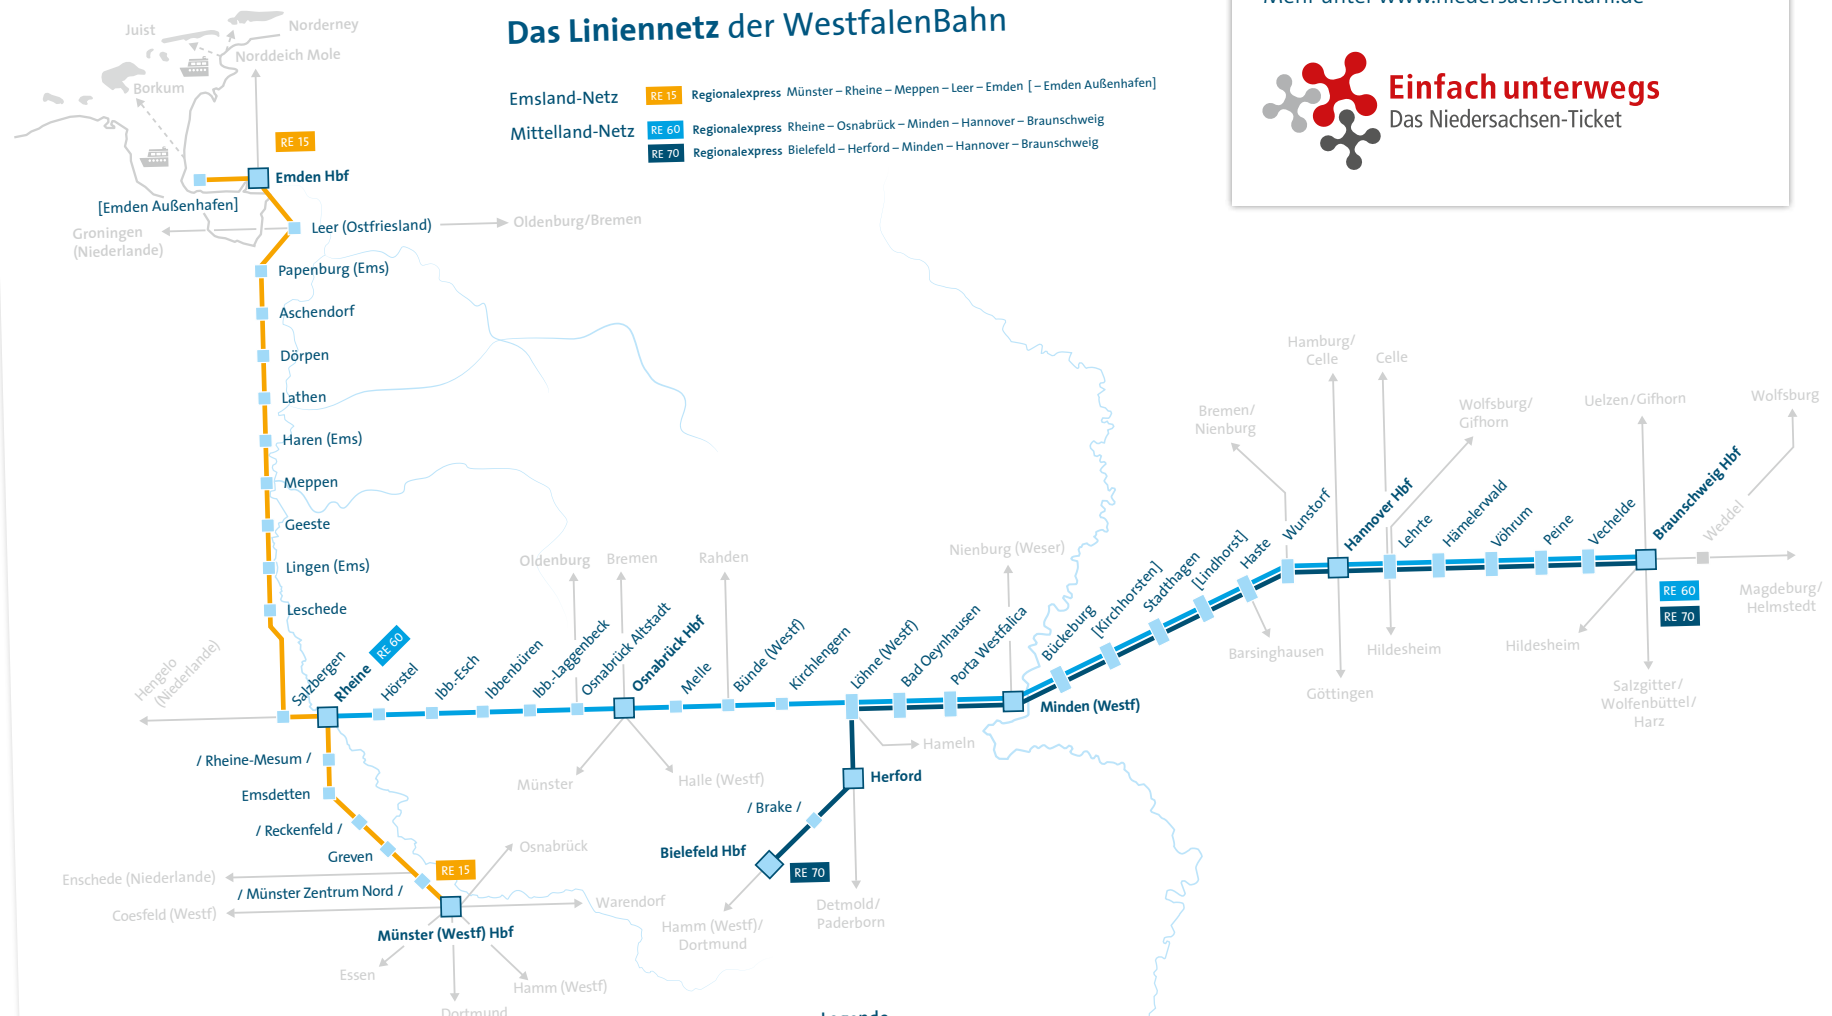 Mehr unter www.niedersachsentarif.de
Einfach unterwegs
Das Niedersachsen-Ticket
Das Liniennetz der WestfalenBahn
Emsland-Netz RE 15 Regionalexpress Münster – Rheine – Meppen – Leer – Emden [ – Emden Außenhafen]
Mittelland-Netz RE 60 Regionalexpress Rheine – Osnabrück – Minden – Hannover – Braunschweig
RE 70 Regionalexpress Bielefeld – Herford – Minden – Hannover – Braunschweig
Juist
Norderney
Norddeich Mole
Borkum
RE 15
Emden Hbf
[Emden Außenhafen]
Groningen
(Niederlande)
Leer (Ostfriesland)
Oldenburg/Bremen
Papenburg (Ems)
Aschendorf
Dörpen
Lathen
Haren (Ems)
Meppen
Geeste
Lingen (Ems)
Leschede
Hengelo
(Niederlande)
Salzbergen
Rheine
RE 60
Hörstel
Ibb.-Esch
Ibbenbüren
Ibb.-Laggenbeck
Osnabrück Altstadt
Osnabrück Hbf
Melle
Bünde (Westf)
Kirchlengern
Löhne (Westf)
Bad Oeynhausen
Porta Westfalica
Minden (Westf)
Bückeburg
[Kirchhorsten]
Stadthagen
[Lindhorst]
Haste
Wunstorf
Hannover Hbf
Lehrte
Hämelerwald
Vöhrum
Peine
Vechelde
Braunschweig Hbf
Weddel
RE 60
RE 70
Oldenburg
Bremen
Rahden
Nienburg (Weser)
Bremen/
Nienburg
Hamburg/
Celle
Celle
Wolfsburg/
Gifhorn
Uelzen/Gifhorn
Wolfsburg
Magdeburg/
Helmstedt
Barsinghausen
Göttingen
Hildesheim
Hildesheim
Salzgitter/
Wolfenbüttel/
Harz
Münster
Halle (Westf)
Hameln
Herford
/ Brake /
Bielefeld Hbf
RE 70
Detmold/
Paderborn
Hamm (Westf)/
Dortmund
/ Rheine-Mesum /
Emsdetten
/ Reckenfeld /
Greven
/ Münster Zentrum Nord /
RE 15
Münster (Westf) Hbf
Osnabrück
Enschede (Niederlande)
Coesfeld (Westf)
Warendorf
Essen
Hamm (Westf)
Dortmund
Legende